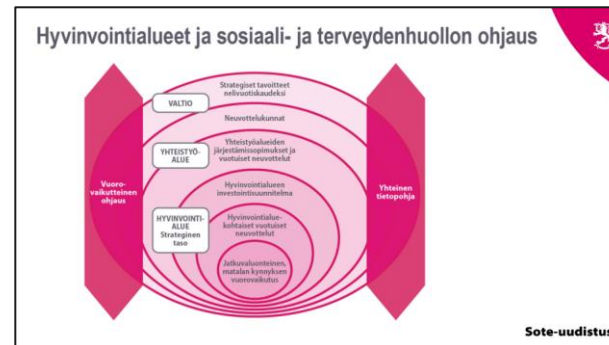 Hyvinvointialueet ja sosiaali- ja terveydenhuollon ohjaus
Strategiset tavoitteet
nelivuotiskaudeksi
VALTIO
Neuvottelukunnat
YHTEISTYÖ-
ALUE
Yhteistyöalueiden
järjestämissopimukset ja
vuotuiset neuvottelut
Vuoro-
vaikutteinen
ohjaus
Hyvinvointialueen
investointisuunnitelma
HYVINVOINTI-
ALUE
Strateginen
taso
Hyvinvointialue-
kohtaiset vuotuiset
neuvottelut
Jatkuvaluonteinen,
matalan kynnyksen
vuorovaikutus
Yhteinen
tietopohja
Sote-uudistus